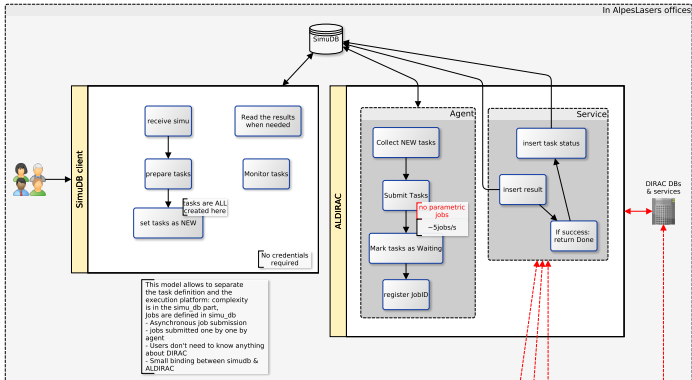 In AlpesLasers offices
SimuDB
SimuDB client
receive simu
Read the results
when needed
prepare tasks
Monitor tasks
tasks are ALL
created here
set tasks as NEW
No credentials
required
This model allows to separate
the task definition and the
execution platform: complexity
is in the simu_db part,
Jobs are defined in simu_db
- Asynchronous job submission
- jobs submitted one by one by
agent
- Users don't need to know anything
about DIRAC
- Small binding between simudb &
ALDIRAC
ALDIRAC
Agent
Collect NEW tasks
Submit Tasks
no parametric
jobs
~5jobs/s
Mark tasks as Waiting
register JobID
Service
insert task status
insert result
If success:
return Done
DIRAC DBs
& services